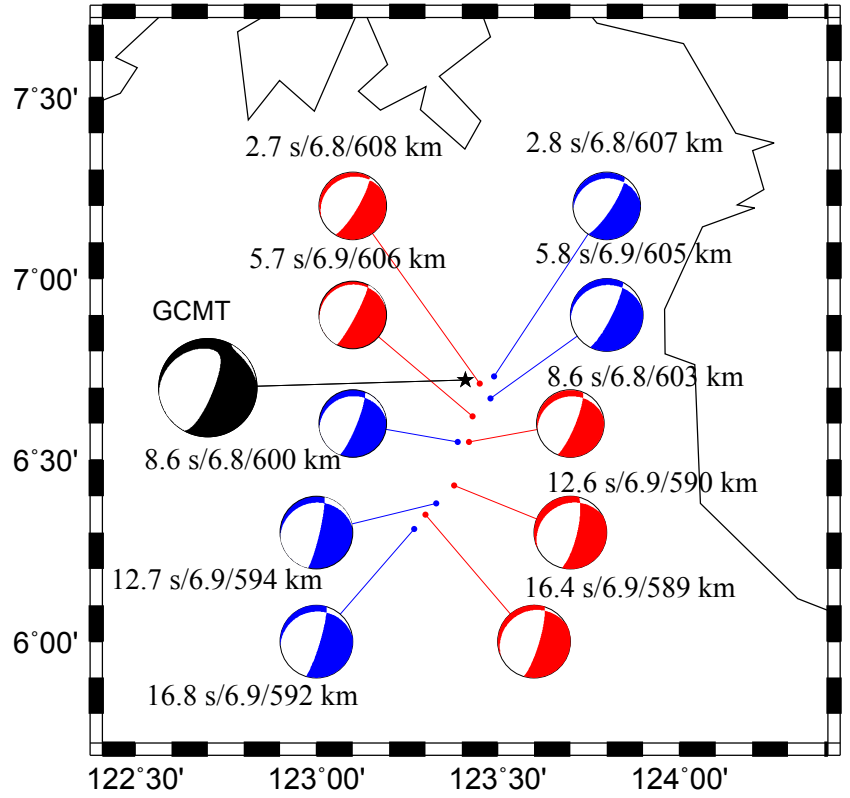 7°30'
2.7 s/6.8/608 km
2.8 s/6.8/607 km
5.7 s/6.9/606 km
5.8 s/6.9/605 km
7°00'
GCMT
8.6 s/6.8/603 km
8.6 s/6.8/600 km
6°30'
12.6 s/6.9/590 km
12.7 s/6.9/594 km
16.4 s/6.9/589 km
6°00'
16.8 s/6.9/592 km
122°30' 123°00' 123°30' 124°00'